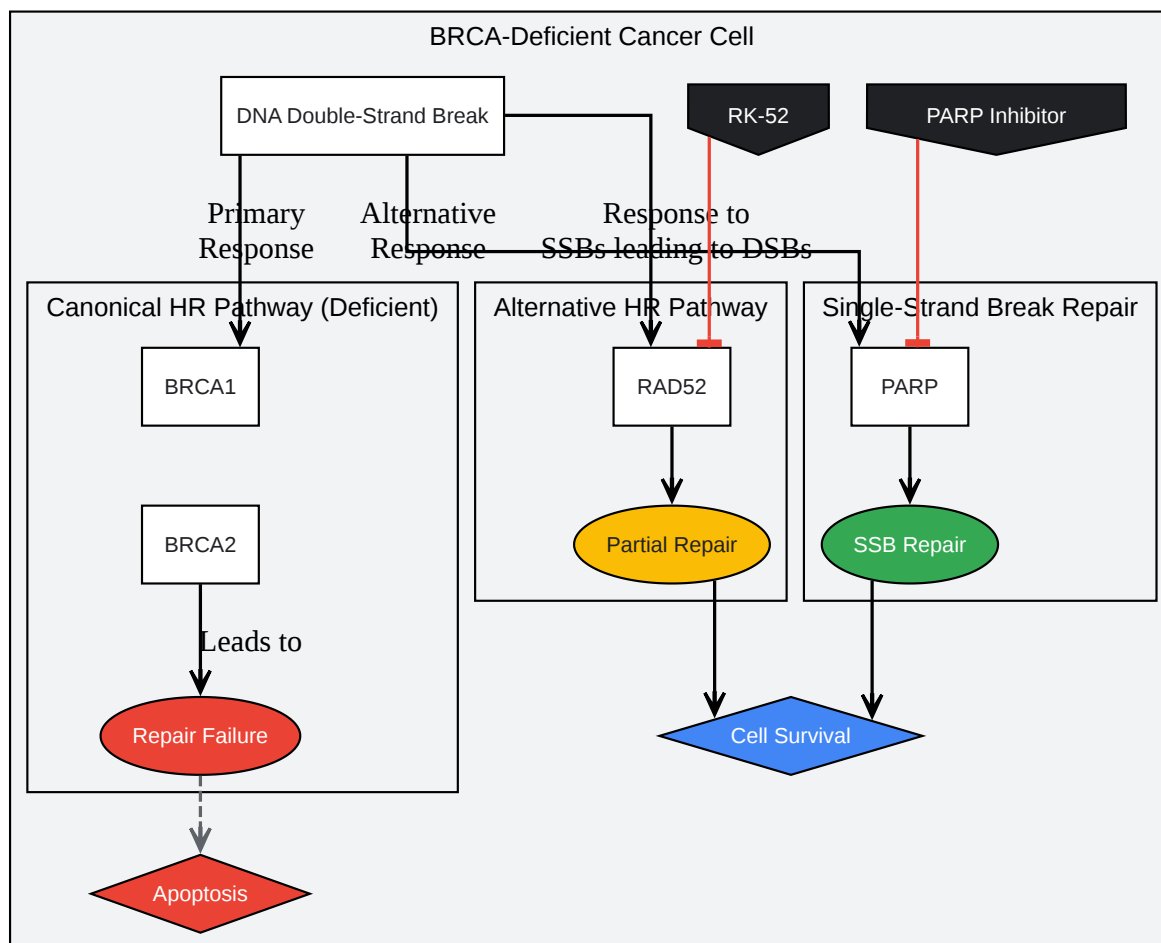 BRCA-Deficient Cancer Cell
DNA Double-Strand Break
RK-52
PARP Inhibitor
Primary
Response
Alternative
Response
Response to
SSBs leading to DSBs
Canonical HR Pathway (Deficient)
Alternative HR Pathway
Single-Strand Break Repair
BRCA1
RAD52
PARP
BRCA2
Partial Repair
SSB Repair
Leads to
Repair Failure
Cell Survival
Apoptosis